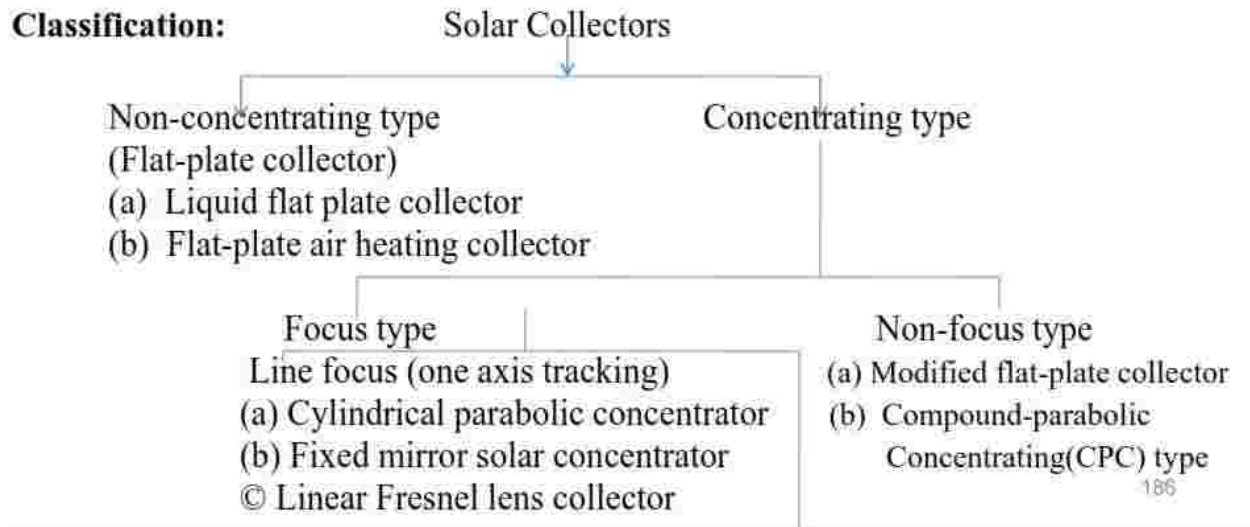 Classification: Solar Collectors
Non-concentrating type
(Flat-plate collector)
(a) Liquid flat plate collector
(b) Flat-plate air heating collector
Concentrating type
Focus type
Line focus (one axis tracking)
(a) Cylindrical parabolic concentrator
(b) Fixed mirror solar concentrator
© Linear Fresnel lens collector
Non-focus type
(a) Modified flat-plate collector
(b) Compound-parabolic
Concentrating(CPC) type
186